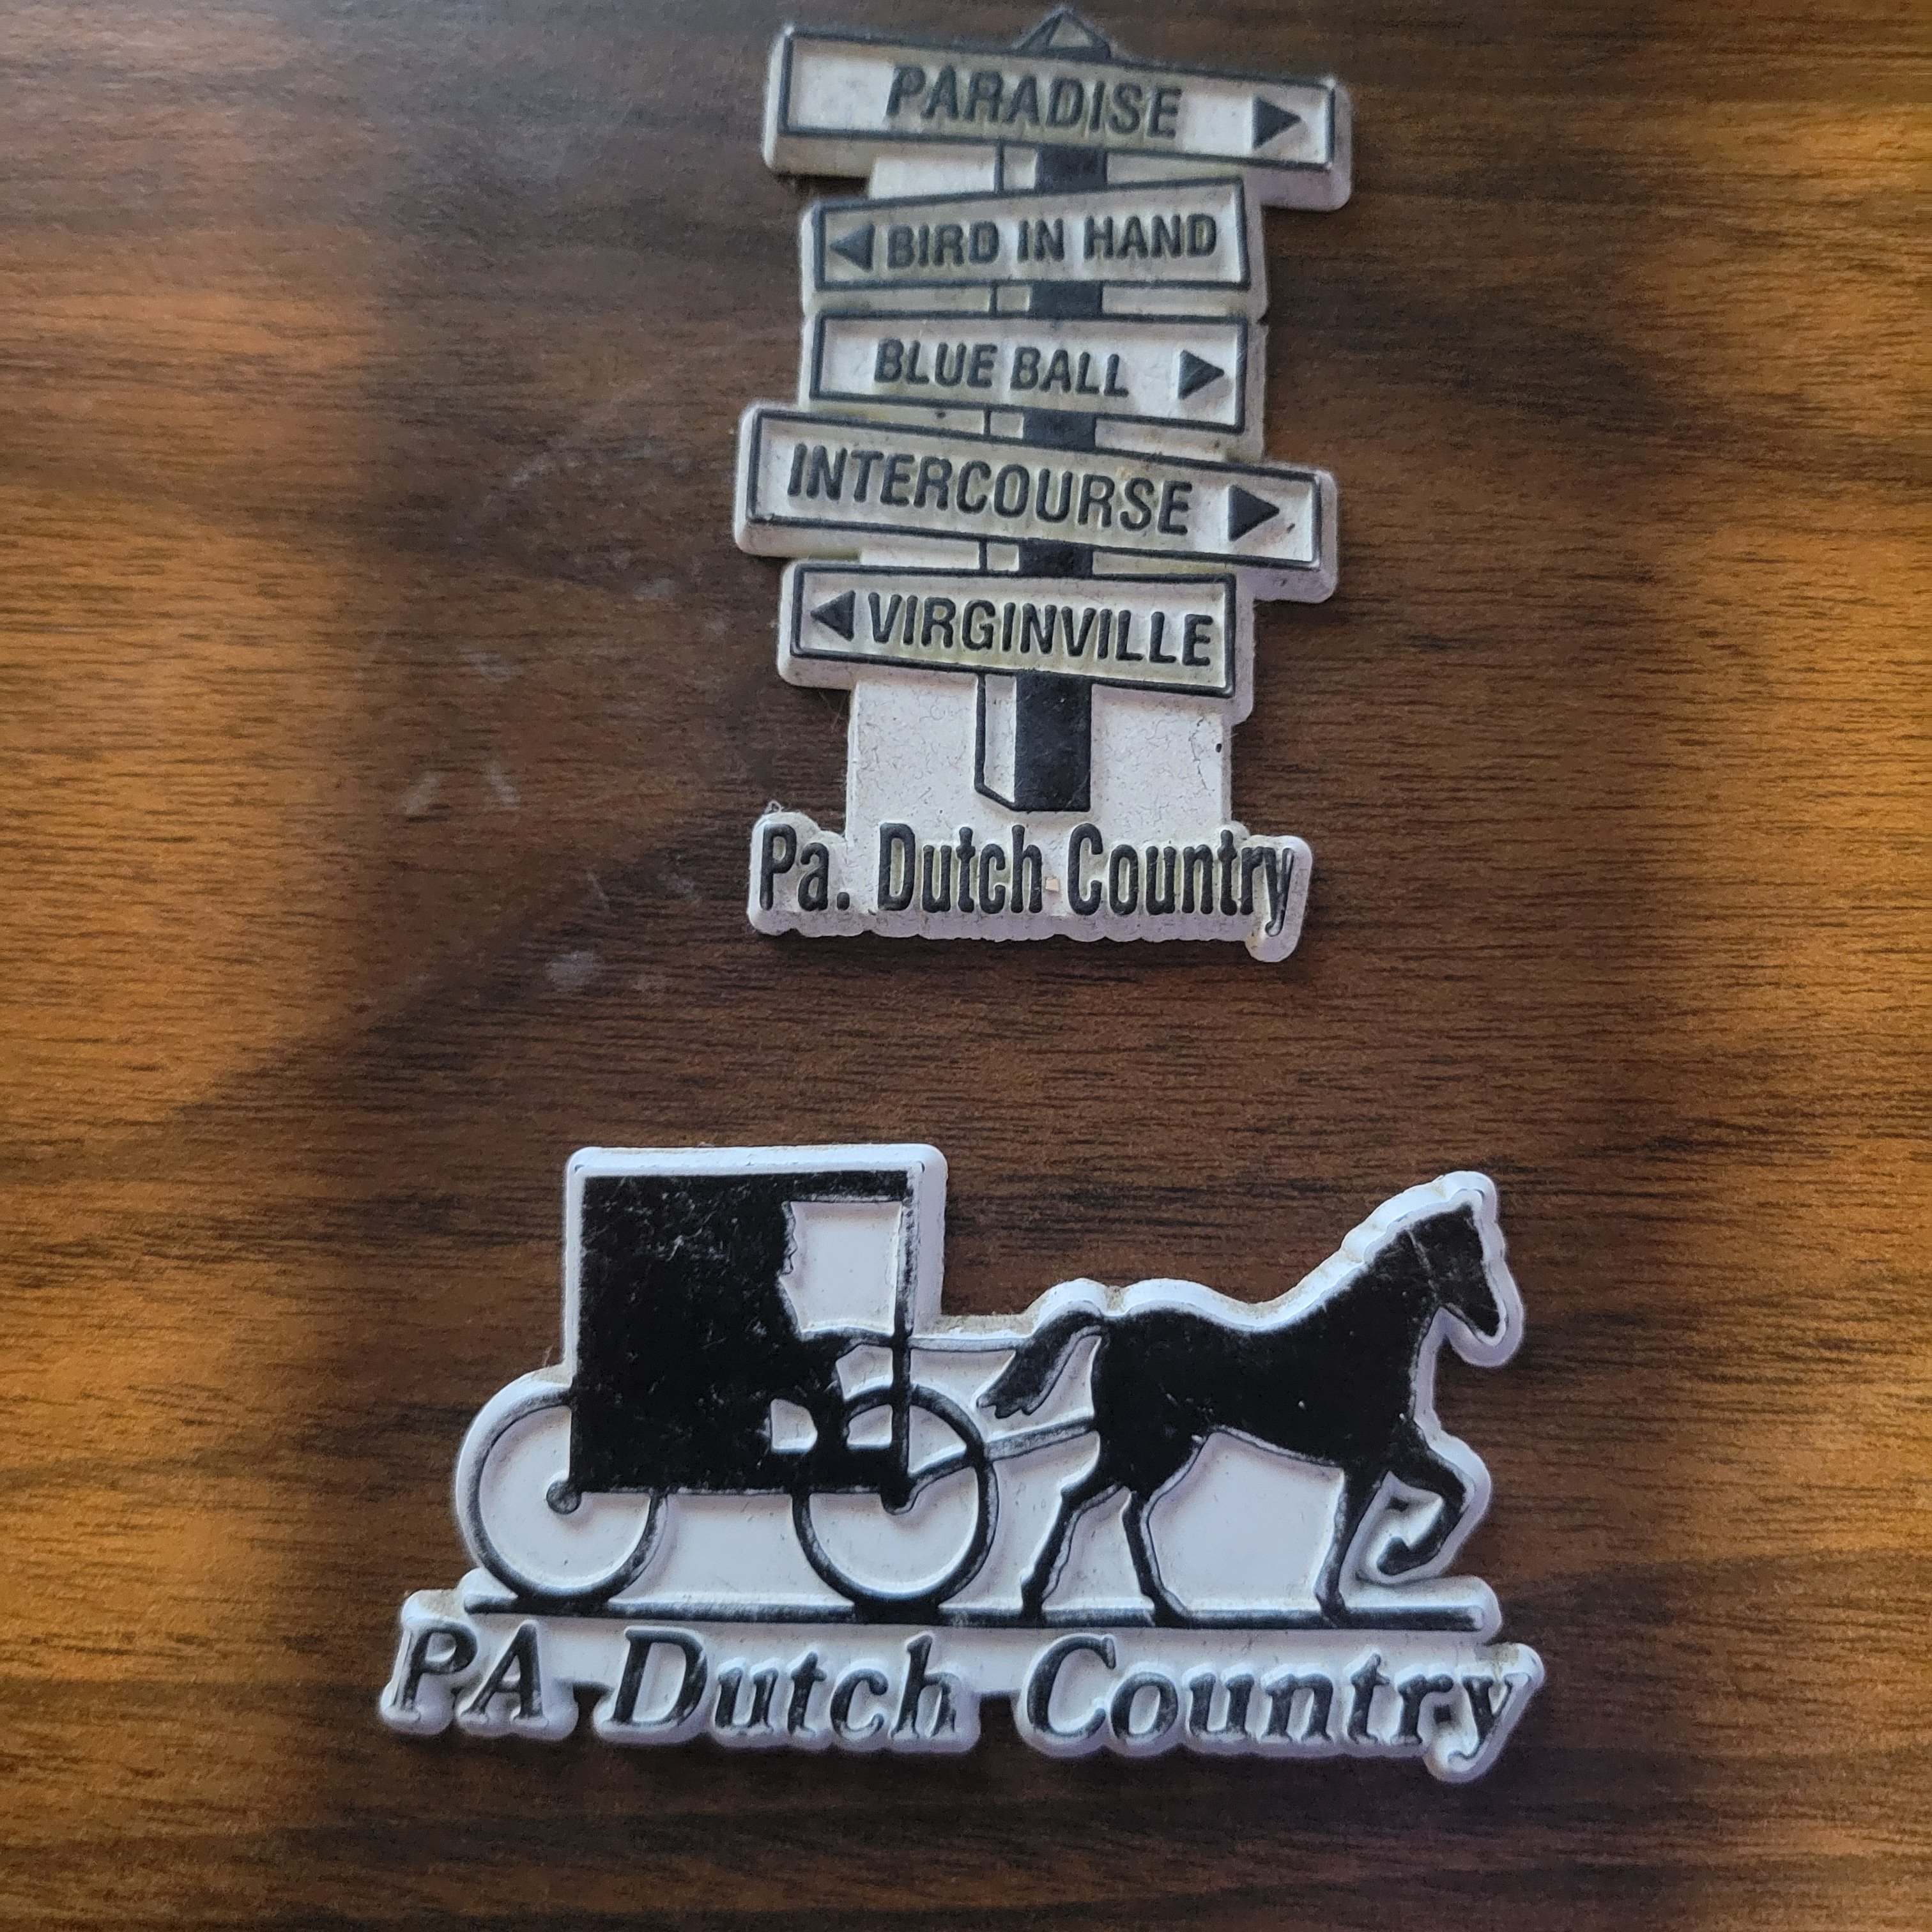 PARADISE
BIRD IN HAND
BLUE BALL
INTERCOURSE
VIRGINVILLE
Pa. Dutch Country
PA Dutch Country